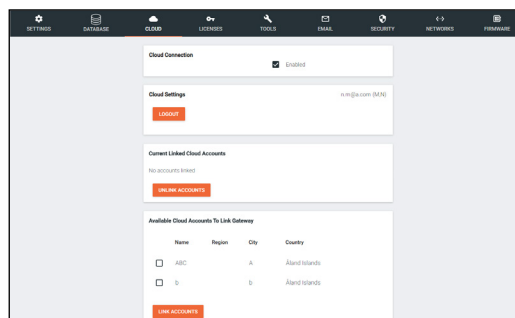 SETTINGS DATABASE CLOUD LICENSES TOOLS EMAIL SECURITY NETWORKS FIRMWARE
Cloud Connection
Enabled
Cloud Settings n.m@a.com (M,N)
LOGOUT
Current Linked Cloud Accounts
No accounts linked
UNLINK ACCOUNTS
Available Cloud Accounts To Link Gateway
Name Region City Country
ABC A Åland Islands
b b Åland Islands
LINK ACCOUNTS